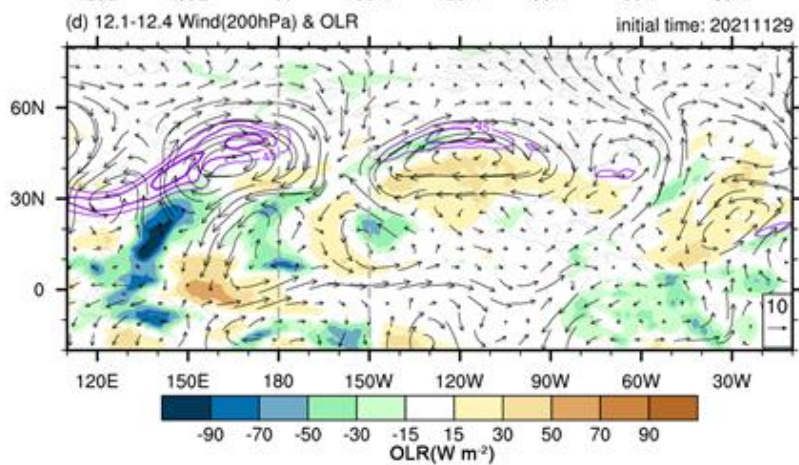 (d) 12.1-12.4 Wind(200hPa) & OLR initial time: 20211129
60N
30N
0
10
120E 150E 180 150W 120W 90W 60W 30W
-90 -70 -50 -30 -15 15 30 50 70 90
OLR(W m-2)